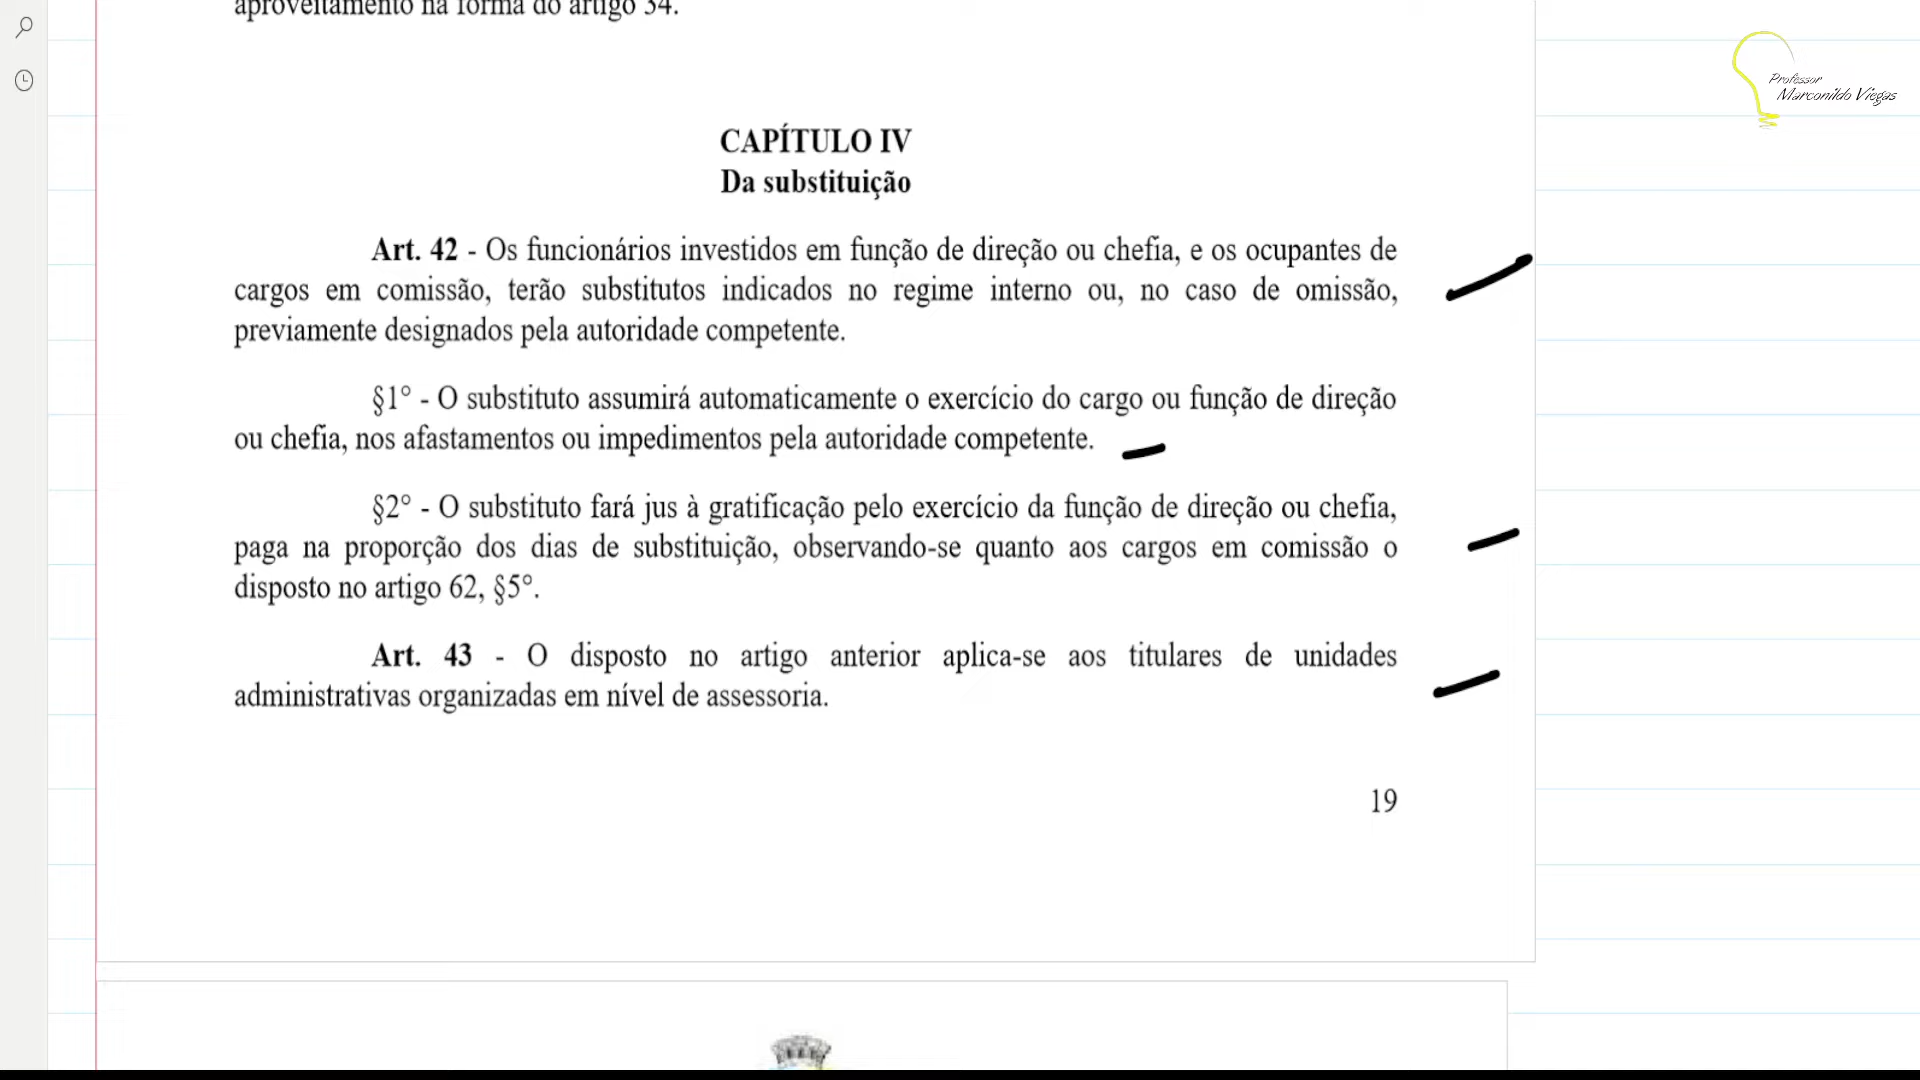 aproveitamento na forma do artigo 34.
Professor
Marconildo Viegas
CAPÍTULO IV
Da substituição
Art. 42 - Os funcionários investidos em função de direção ou chefia, e os ocupantes de
cargos em comissão, terão substitutos indicados no regime interno ou, no caso de omissão,
previamente designados pela autoridade competente.
§1° - O substituto assumirá automaticamente o exercício do cargo ou função de direção
ou chefia, nos afastamentos ou impedimentos pela autoridade competente.
§2° - O substituto fará jus à gratificação pelo exercício da função de direção ou chefia,
paga na proporção dos dias de substituição, observando-se quanto aos cargos em comissão o
disposto no artigo 62, §5°.
Art. 43 - O disposto no artigo anterior aplica-se aos titulares de unidades
administrativas organizadas em nível de assessoria.
19